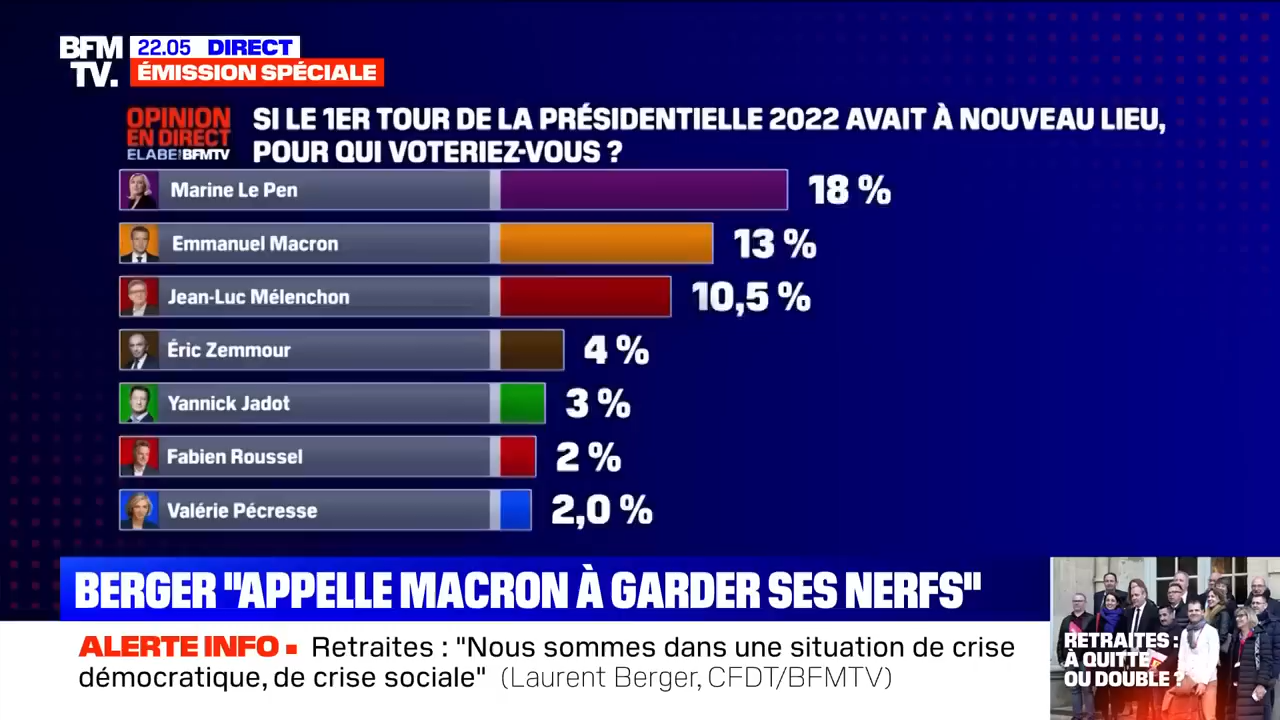 BFM
TV.
22.05 DIRECT
ÉMISSION SPÉCIALE
OPINION
EN DIRECT
ELABE BFMTV
SI LE 1ER TOUR DE LA PRÉSIDENTIELLE 2022 AVAIT À NOUVEAU LIEU,
POUR QUI VOTERIEZ-VOUS ?
Marine Le Pen 18 %
Emmanuel Macron 13 %
Jean-Luc Mélenchon 10,5 %
Éric Zemmour 4 %
Yannick Jadot 3 %
Fabien Roussel 2 %
Valérie Pécresse 2,0 %
BERGER "APPELLE MACRON À GARDER SES NERFS"
ALERTE INFO Retraites : "Nous sommes dans une situation de crise
démocratique, de crise sociale" (Laurent Berger, CFDT/BFMTV)
RETRAITES :
À QUITTE
OU DOUBLE ?